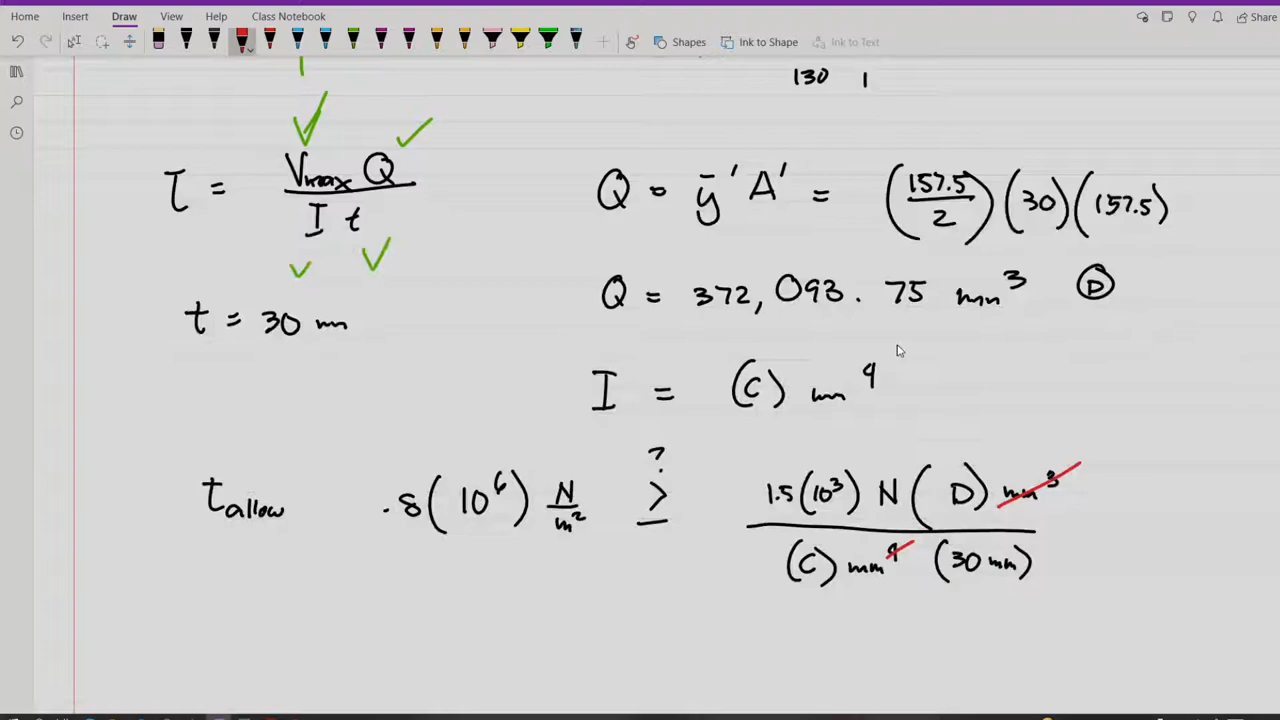 Home Insert Draw View Help Class Notebook Share
Shapes Ink to Shape Ink to Text
130 1
τ = Vmax Q / I t
Q = ȳ' A' = (157.5/2)(30)(157.5)
Q = 372,093.75 mm³ Ⓓ
t = 30 mm
I = (C) mm⁴
τallow .8(10⁶) N/m² ≥? 1.5(10³) N (D) mm³ / (C) mm⁴ (30 mm)